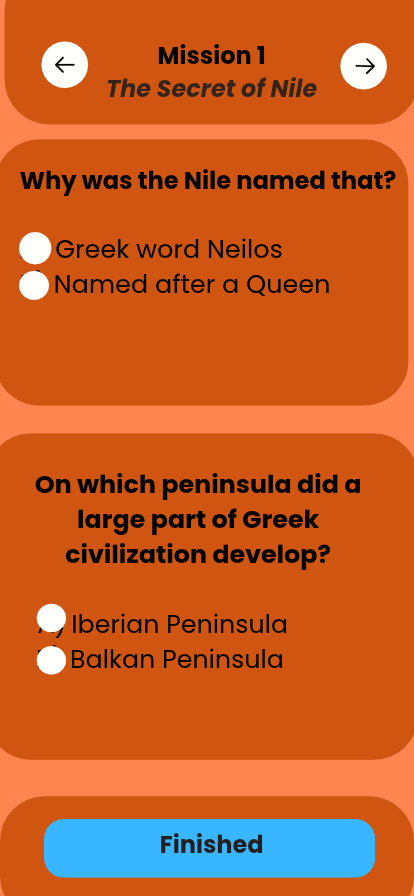 Mission 1
The Secret of Nile
Why was the Nile named that?
Greek word Neilos
Named after a Queen
On which peninsula did a
large part of Greek
civilization develop?
Iberian Peninsula
Balkan Peninsula
Finished